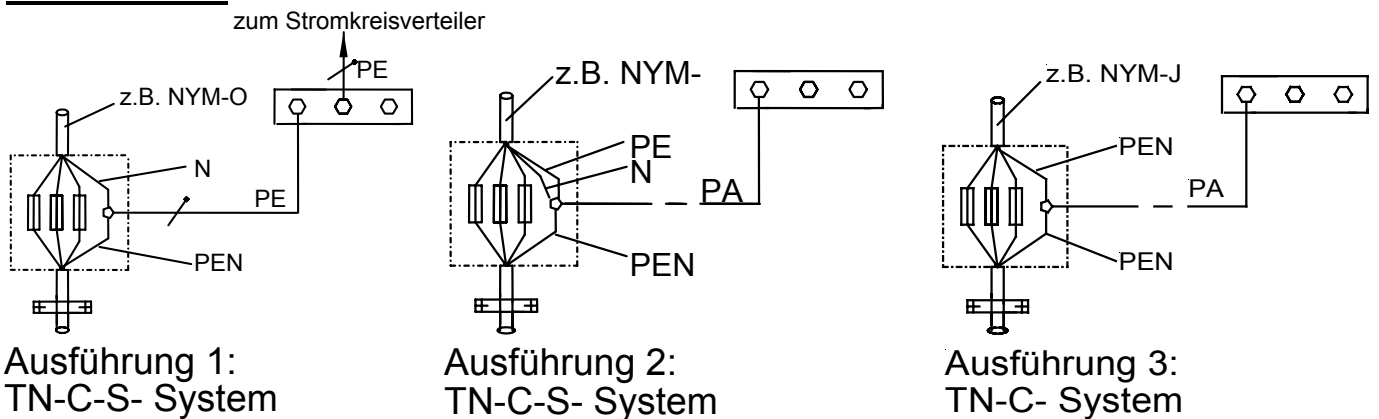 zum Stromkreisverteiler
PE
z.B. NYM-O
N
PE
PEN
Ausführung 1:
TN-C-S- System
z.B. NYM-
PE
N
PA
PEN
Ausführung 2:
TN-C-S- System
z.B. NYM-J
PEN
PA
PEN
Ausführung 3:
TN-C- System